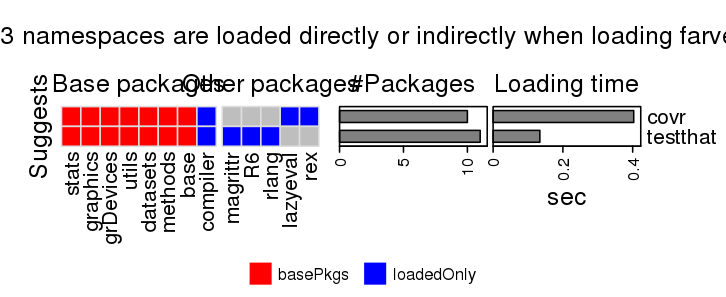 3 namespaces are loaded directly or indirectly when loading farve
Base packages
Other packages
#Packages
Loading time
Suggests
covr
testthat
stats
graphics
grDevices
utils
datasets
methods
base
compiler
magrittr
R6
rlang
lazyeval
rex
0
5
10
0
0.2
0.4
sec
basePkgs
loadedOnly